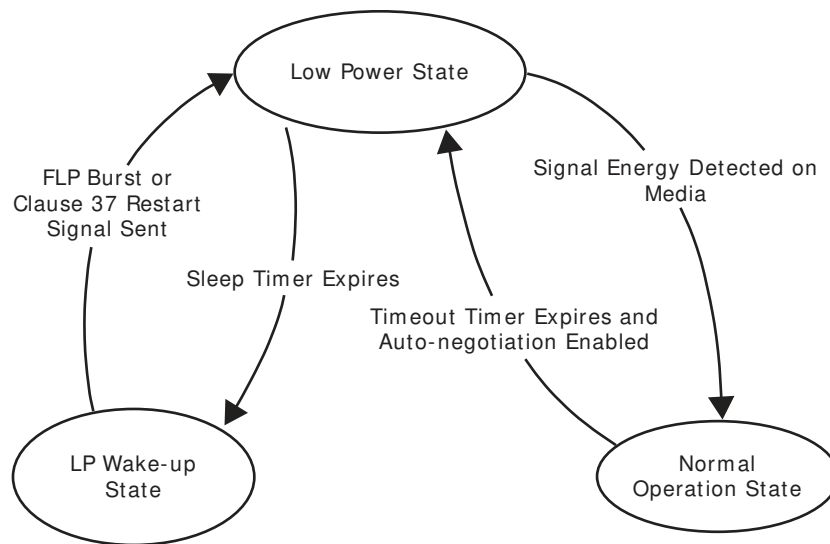 Low Power State
FLP Burst or
Clause 37 Restart
Signal Sent
Signal Energy Detected on
Media
Sleep Timer Expires
Timeout Timer Expires and
Auto-negotiation Enabled
LP Wake-up
State
Normal
Operation State